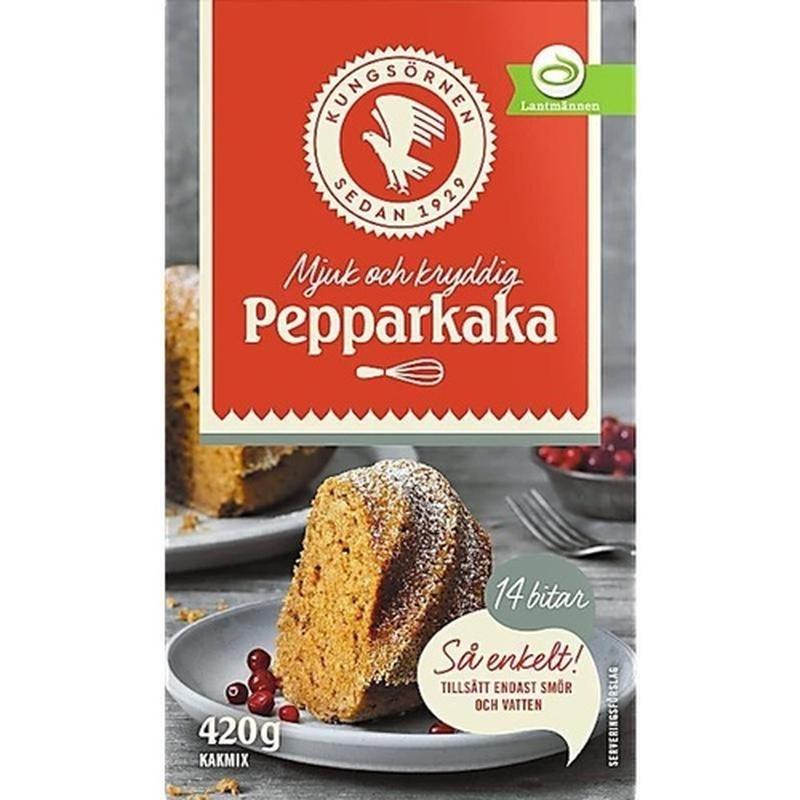 KUNGSÖRNEN
SEDAN 1929
Lantmännen
Mjuk och kryddig
Pepparkaka
14 bitar
Så enkelt!
TILLSÄTT ENDAST SMÖR
OCH VATTEN
420g
KAKMIX
SERVERINGSFÖRSLAG